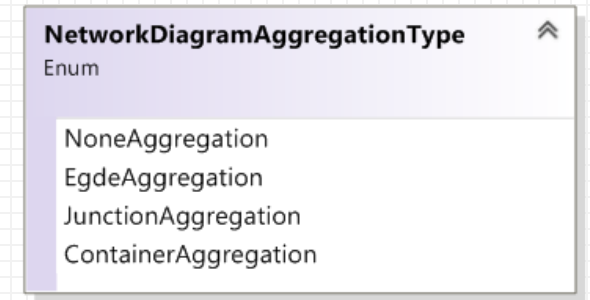 NetworkDiagramAggregationType
Enum
NoneAggregation
EgdeAggregation
JunctionAggregation
ContainerAggregation